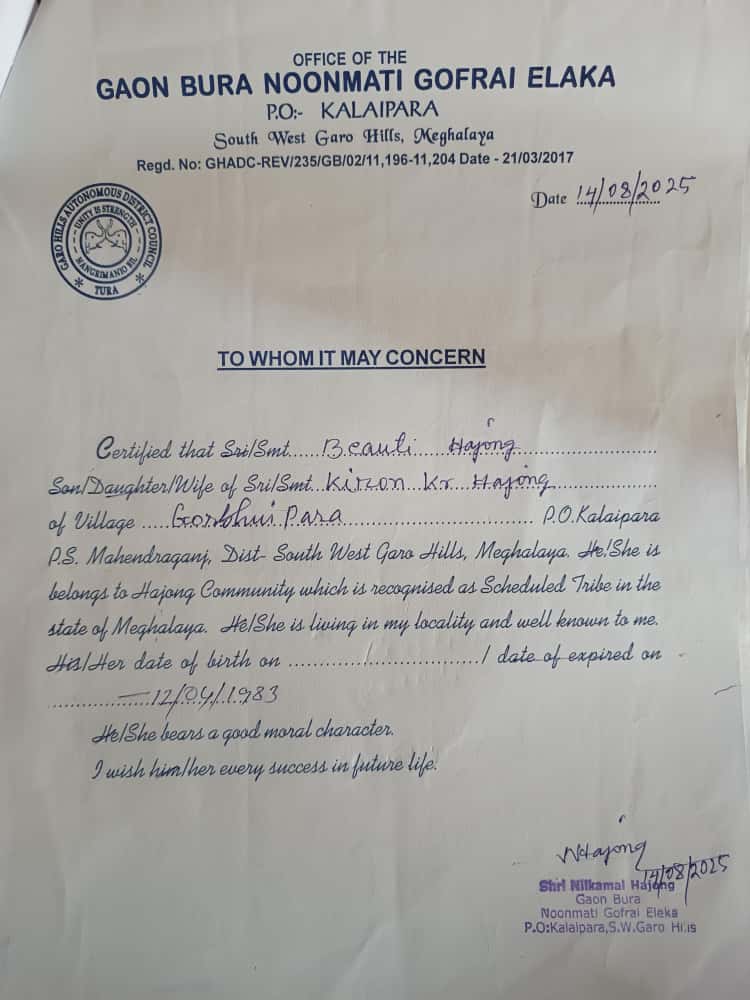 OFFICE OF THE
GAON BURA NOONMATI GOFRAI ELAKA
P.O:- KALAIPARA
South West Garo Hills, Meghalaya
Regd. No: GHADC-REV/235/GB/02/11,196-11,204 Date - 21/03/2017
Date 14/08/2025
GARO HILLS AUTONOMOUS DISTRICT COUNCIL
UNITY IS STRENGTH
TURA
TO WHOM IT MAY CONCERN
Certified that Sri/Smt...... Beauti Hajong
Son/Daughter/Wife of Sri/Smt. Kiron Kr. Hajong
of Village ..... Gorbhui Para ..... P.O.Kalaipara
P.S. Mahendraganj, Dist- South West Garo Hills, Meghalaya. He/She is
belongs to Hajong Community which is recognised as Scheduled Tribe in the
state of Meghalaya. He/She is living in my locality and well known to me.
His/Her date of birth on ................................/ date of expired on
.................. 12/04/1983
He/She bears a good moral character.
I wish him/her every success in future life.
NHajong
14/08/2025
Shri Nilkamal Hajong
Gaon Bura
Noonmati Gofrai Eleka
P.O:Kalaipara,S.W.Garo Hills